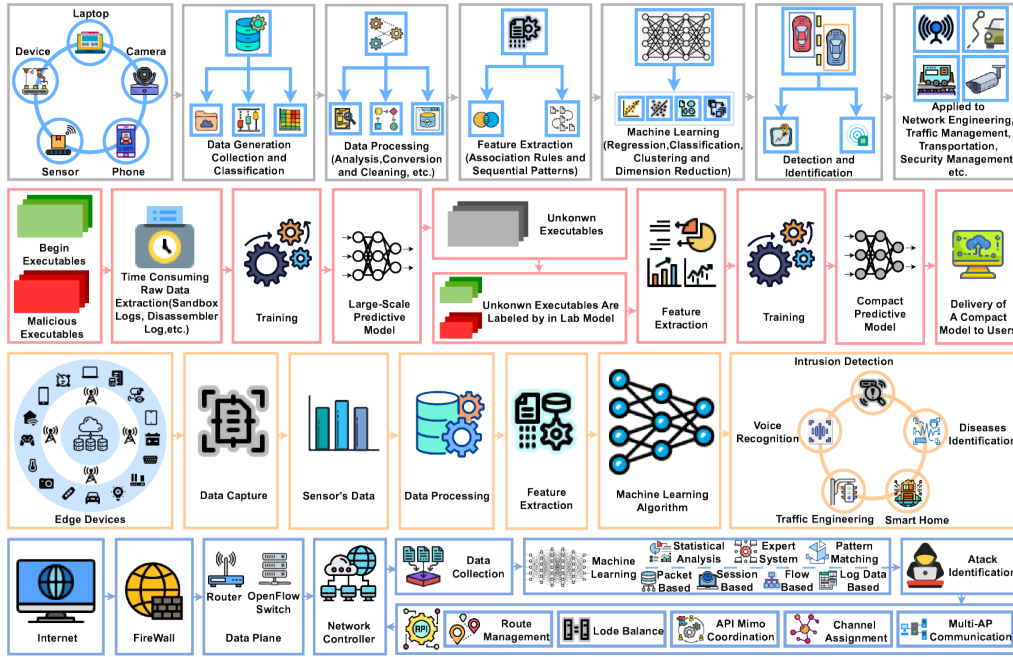 Laptop
Device
Camera
Sensor
Phone
Data Generation
Collection and
Classification
Data Processing
(Analysis,Conversion
and Cleaning, etc.)
Feature Extraction
(Association Rules and
Sequential Patterns)
Machine Learning
(Regression,Classification,
Clustering and
Dimension Reduction)
Detection and
Identification
Applied to
Network Engineering,
Traffic Management,
Transportation,
Security Management
etc.
Begin
Executables
Malicious
Executables
Time Consuming
Raw Data
Extraction(Sandbox
Logs, Disassembler
Log,etc.)
Training
Large-Scale
Predictive
Model
Unkonwn
Executables
Unkonwn Executables Are
Labeled by in Lab Model
Feature
Extraction
Training
Compact
Predictive
Model
Delivery of
A Compact
Model to Users
Edge Devices
Data Capture
Sensor's Data
Data Processing
Feature
Extraction
Machine Learning
Algorithm
Intrusion Detection
Voice
Recognition
Diseases
Identification
Traffic Engineering
Smart Home
Internet
FireWall
Router
OpenFlow
Switch
Data Plane
Network
Controller
Data
Collection
Machine
Learning
Statistical
Analysis
Expert
System
Pattern
Matching
Packet
Based
Session
Based
Flow
Based
Log Data
Based
Atack
Identification
API
Route
Management
Lode Balance
API Mimo
Coordination
Channel
Assignment
Multi-AP
Communication